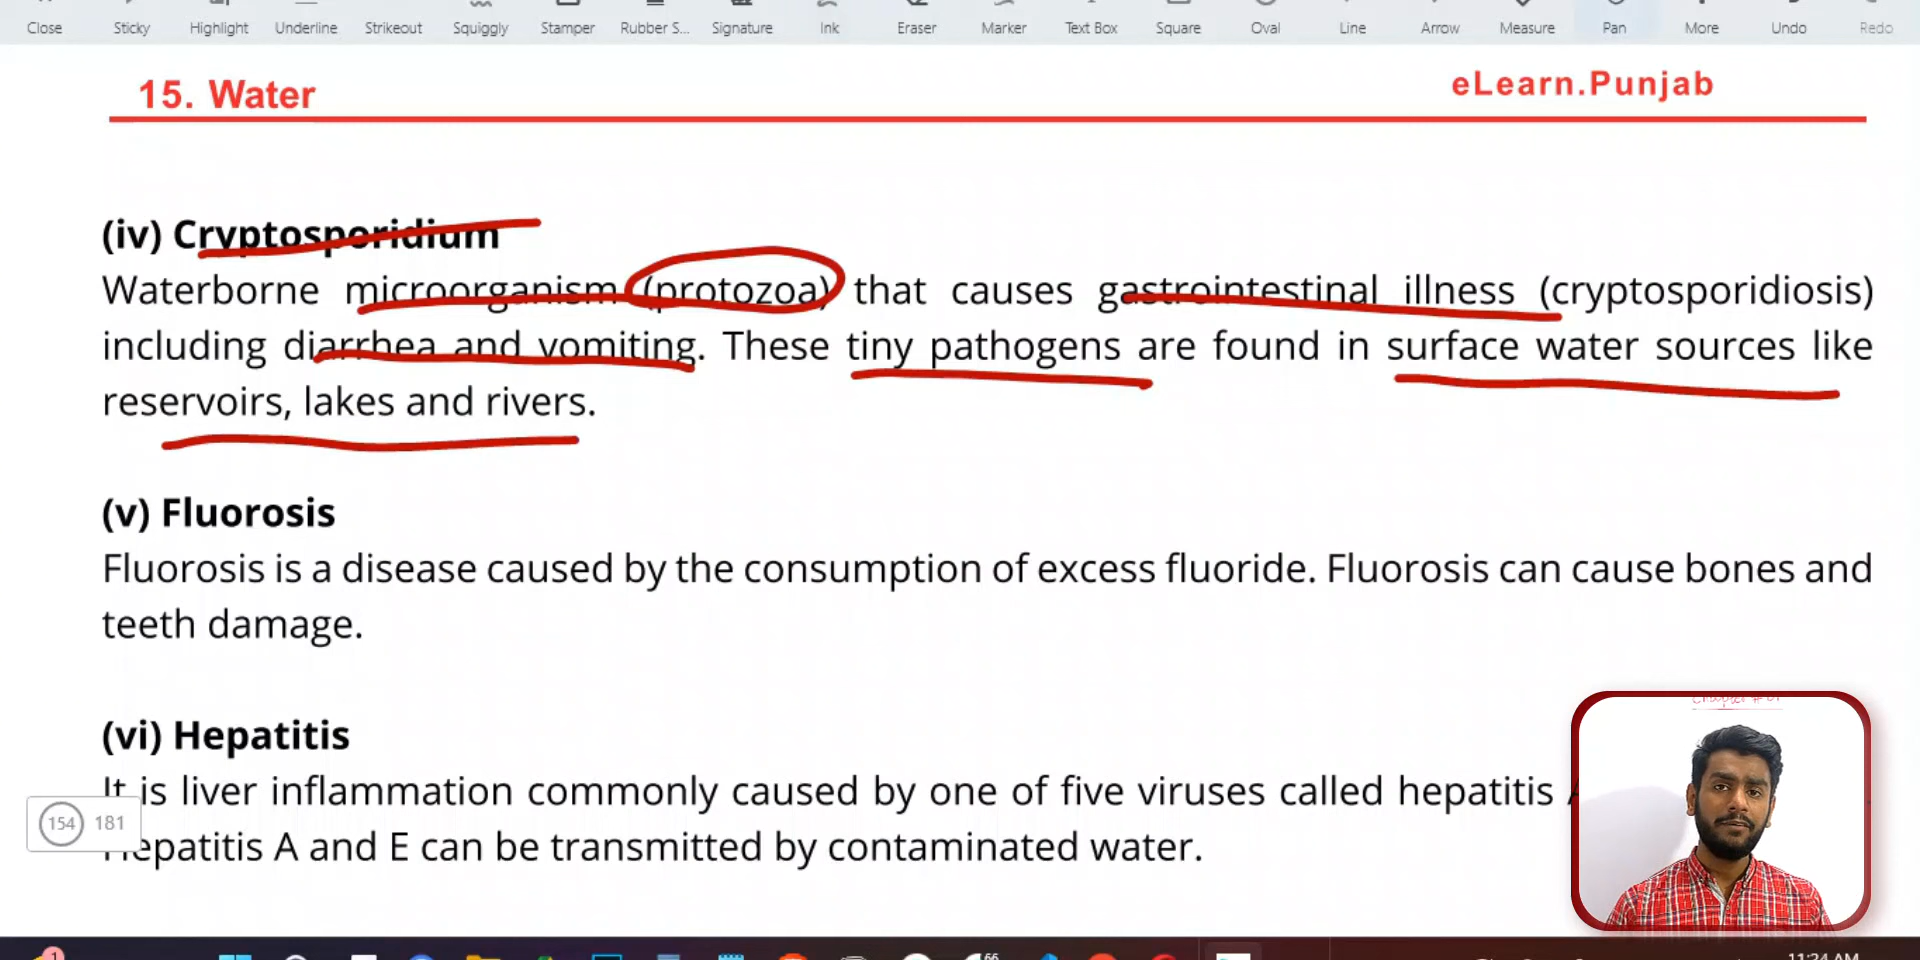 Close Sticky Highlight Underline Strikeout Squiggly Stamper Rubber S... Signature Ink Eraser Marker Text Box Square Oval Line Arrow Measure Pan More Undo Redo
15. Water
eLearn.Punjab
(iv) Cryptosporidium
Waterborne microorganism (protozoa) that causes gastrointestinal illness (cryptosporidiosis)
including diarrhea and vomiting. These tiny pathogens are found in surface water sources like
reservoirs, lakes and rivers.
(v) Fluorosis
Fluorosis is a disease caused by the consumption of excess fluoride. Fluorosis can cause bones and
teeth damage.
(vi) Hepatitis
It is liver inflammation commonly caused by one of five viruses called hepatitis
Hepatitis A and E can be transmitted by contaminated water.
154 181
11:24 AM